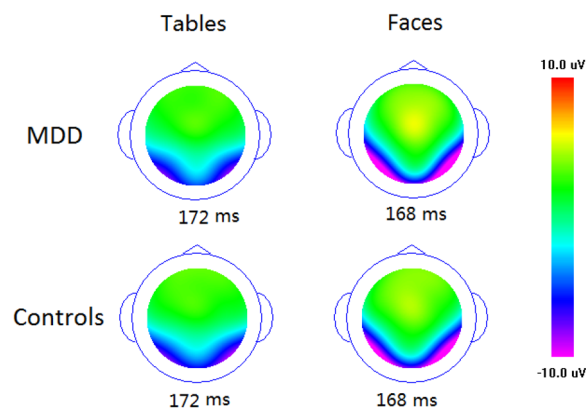 Tables
Faces
10.0 uV
MDD
172 ms
168 ms
Controls
172 ms
168 ms
-10.0 uV